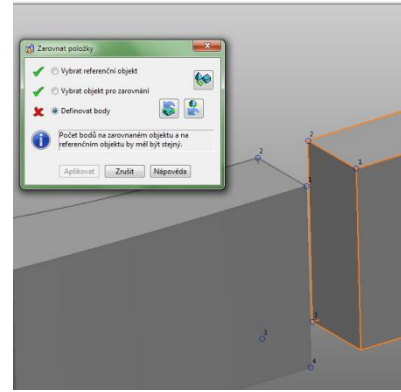 Zarovnat položky
Vybrat referenční objekt
Vybrat objekt pro zarovnání
Definovat body
Počet bodů na zarovnaném objektu a na
referenčním objektu by měl být stejný.
Aplikovat Zrušit Nápověda
2
2
1
1
3
3
4